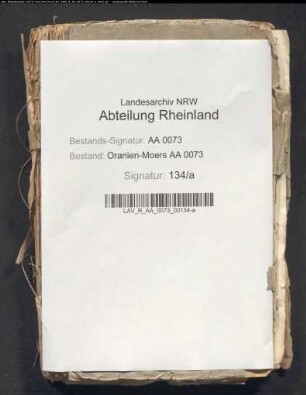 Landesarchiv NRW
Abteilung Rheinland
Bestands-Signatur: AA 0073
Bestand: Oranien-Moers AA 0073
Signatur: 134/a
LAV_R_AA_0073_00134-a